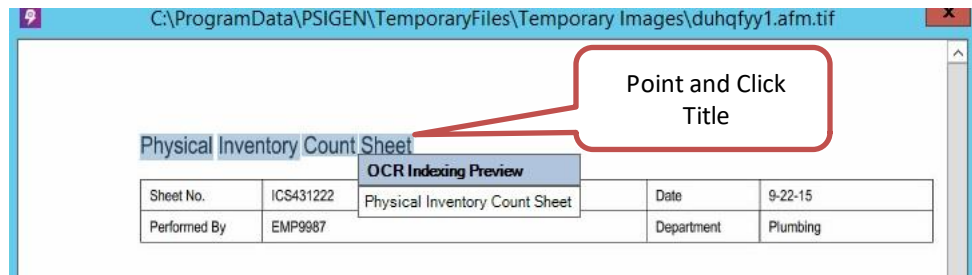 C:\ProgramData\PSIGEN\TemporaryFiles\Temporary Images\duhqfyy1.afm.tif
x
Point and Click
Title
Physical Inventory Count Sheet
OCR Indexing Preview
Physical Inventory Count Sheet
Sheet No. ICS431222 Date 9-22-15
Performed By EMP9987 Department Plumbing